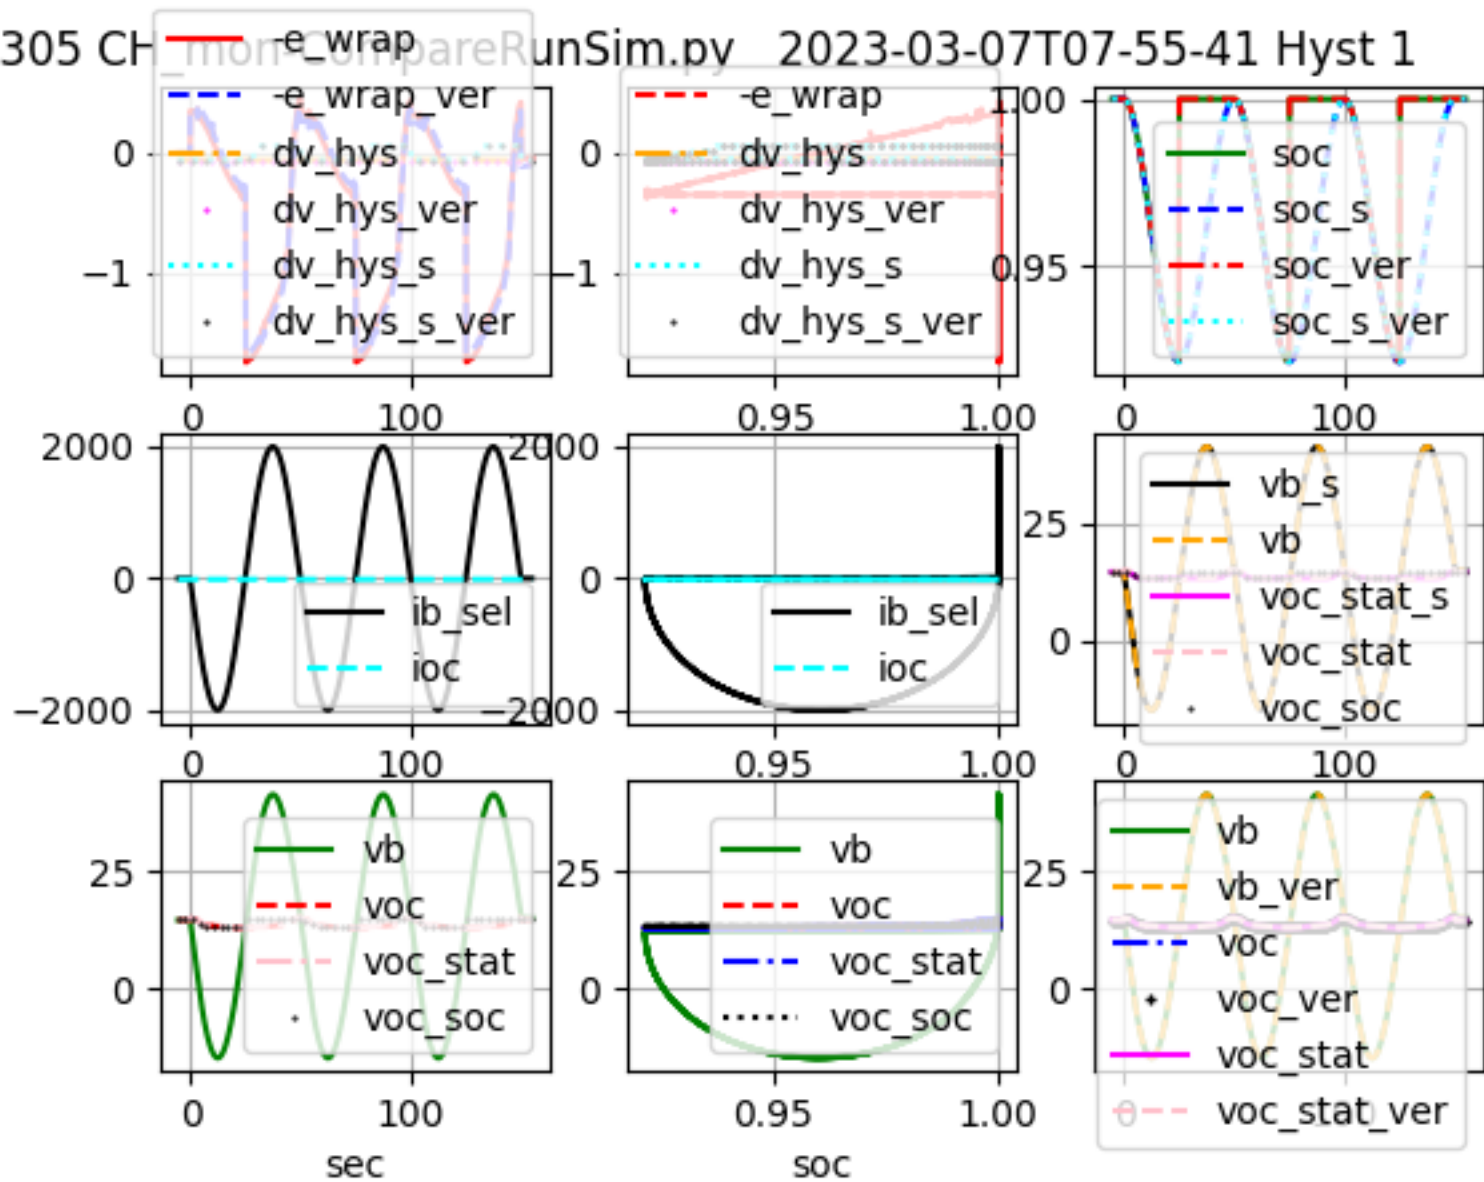 305 CH_mon-CompareRunSim.py 2023-03-07T07-55-41 Hyst 1
-e_wrap
-e_wrap_ver
dv_hys
dv_hys_ver
dv_hys_s
dv_hys_s_ver
0
−1
0 100
-e_wrap
dv_hys
dv_hys_ver
dv_hys_s
dv_hys_s_ver
0
−1
0.95 1.00
soc
soc_s
soc_ver
soc_s_ver
1.00
0.95
0 100
2000
0
−2000
ib_sel
ioc
0 100
2000
0
−2000
ib_sel
ioc
0.95 1.00
25
0
vb_s
vb
voc_stat_s
voc_stat
voc_soc
0 100
25
0
vb
voc
voc_stat
voc_soc
0 100
sec
25
0
vb
voc
voc_stat
voc_soc
0.95 1.00
soc
25
0
vb
vb_ver
voc
voc_ver
voc_stat
voc_stat_ver
0